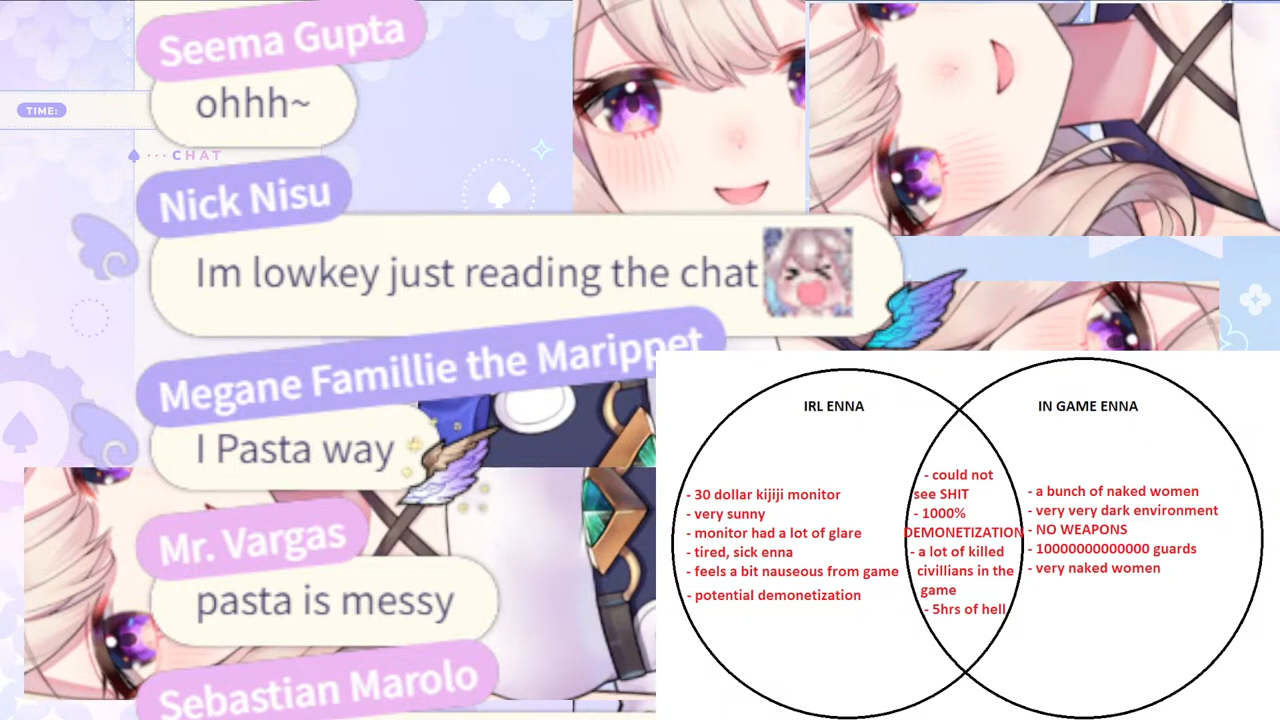 Seema Gupta
ohhh~
TIME:
CHAT
Nick Nisu
Im lowkey just reading the chat
Megane Famillie the Marippet
I Pasta way
Mr. Vargas
pasta is messy
Sebastian Marolo
IRL ENNA
- 30 dollar kijiji monitor
- very sunny
- monitor had a lot of glare
- tired, sick enna
- feels a bit nauseous from game
- potential demonetization
- could not
see SHIT
- 1000%
DEMONETIZATION
- a lot of killed
civillians in the
game
- 5hrs of hell
IN GAME ENNA
- a bunch of naked women
- very very dark environment
- NO WEAPONS
- 10000000000000 guards
- very naked women